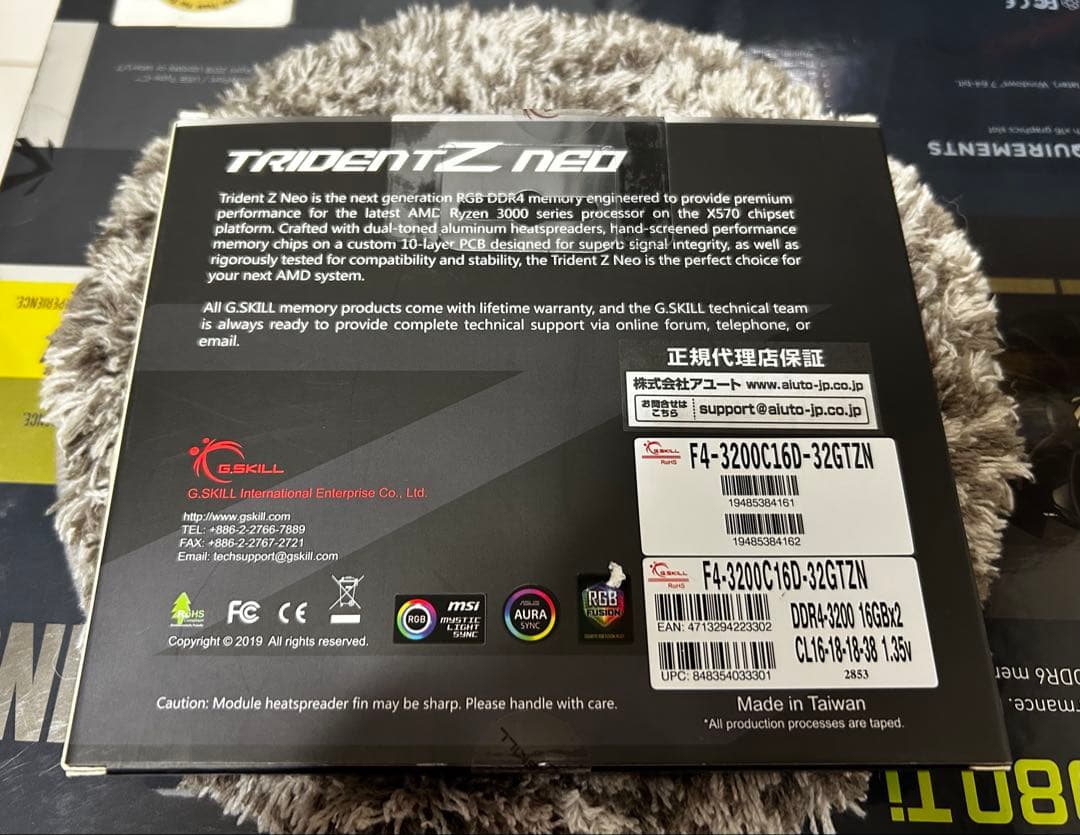 TRIDENT Z NEO
Trident Z Neo is the next generation RGB DDR4 memory engineered to provide premium
performance for the latest AMD Ryzen 3000 series processor on the X570 chipset
platform. Crafted with dual-toned aluminum heatspreaders, hand-screened performance
memory chips on a custom 10-layer PCB designed for superb signal integrity, as well as
rigorously tested for compatibility and stability, the Trident Z Neo is the perfect choice for
your next AMD system.
All G.SKILL memory products come with lifetime warranty, and the G.SKILL technical team
is always ready to provide complete technical support via online forum, telephone, or
email.
正規代理店保証
株式会社アユート www.aiuto-jp.co.jp
お問合せは
こちら
support@aiuto-jp.co.jp
G.SKILL
RoHS
F4-3200C16D-32GTZN
19485384161
19485384162
G.SKILL
RoHS
F4-3200C16D-32GTZN
DDR4-3200 16GBx2
EAN: 4713294223302
CL16-18-18-38 1.35v
UPC: 848354033301
2853
G.SKILL
G.SKILL International Enterprise Co., Ltd.
http://www.gskill.com
TEL: +886-2-2766-7889
FAX: +886-2-2767-2721
Email: techsupport@gskill.com
RoHS
FC CE
RGB
msi
MYSTIC
LIGHT
SYNC
ASUS
AURA
SYNC
RGB
FUSION
Copyright © 2019 All rights reserved.
Caution: Module heatspreader fin may be sharp. Please handle with care.
Made in Taiwan
*All production processes are taped.
QUIREMENTS
80Ti